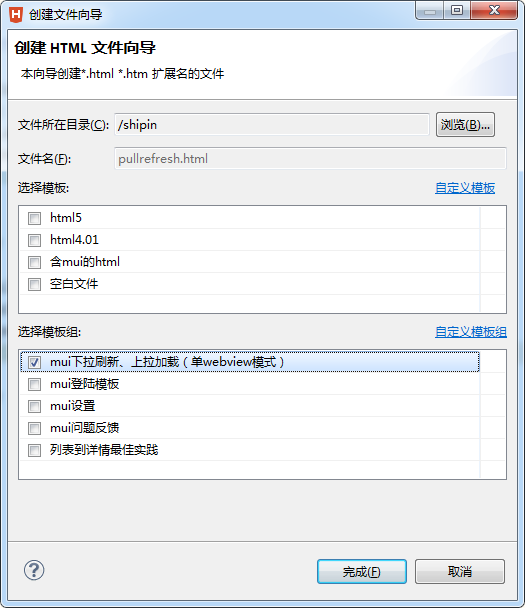 创建文件向导
创建 HTML 文件向导
本向导创建*.html *.htm 扩展名的文件
文件所在目录(C): /shipin 浏览(B)...
文件名(F): pullrefresh.html
选择模板: 自定义模板
html5
html4.01
含mui的html
空白文件
选择模板组: 自定义模板组
mui下拉刷新、上拉加载（单webview模式）
mui登陆模板
mui设置
mui问题反馈
列表到详情最佳实践
完成(F) 取消